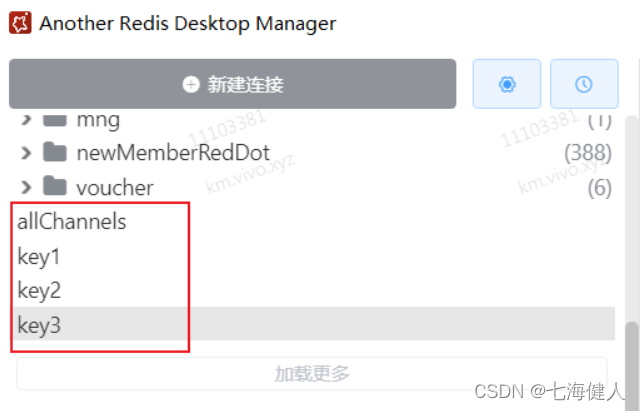 Another Redis Desktop Manager
新建连接
mng (1)
newMemberRedDot (388)
voucher (6)
allChannels
key1
key2
key3
加载更多
11103381
km.vivo.xyz
11103381
km.vivo.xyz
CSDN @七海健人